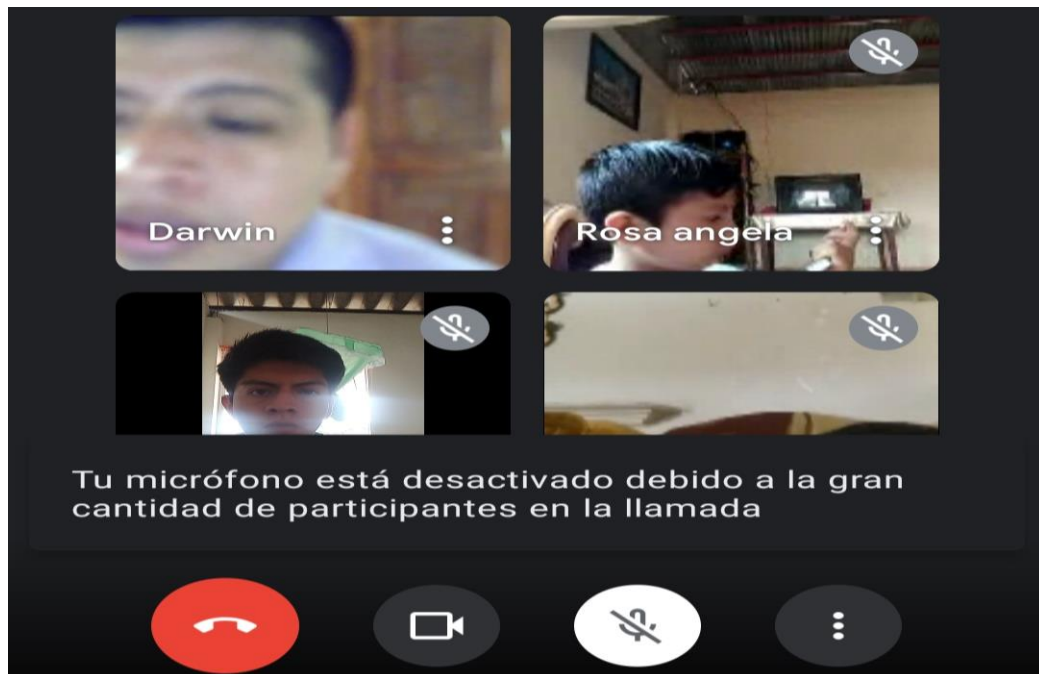 Darwin
Rosa angela
Tu micrófono está desactivado debido a la gran
cantidad de participantes en la llamada